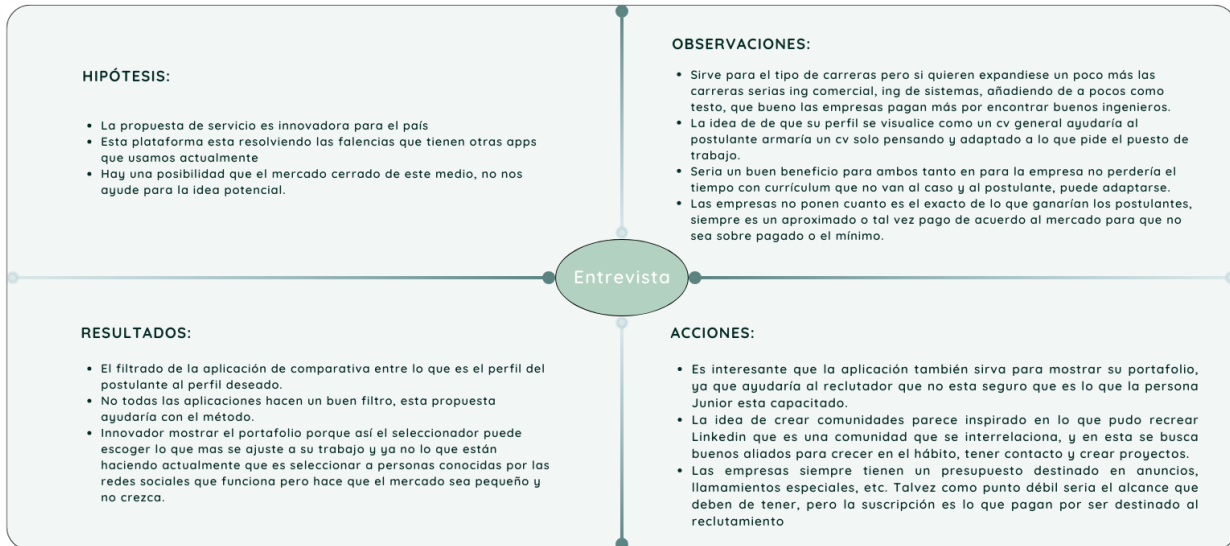 HIPÓTESIS:
• La propuesta de servicio es innovadora para el país
• Esta plataforma esta resolviendo las falencias que tienen otras apps
que usamos actualmente
• Hay una posibilidad que el mercado cerrado de este medio, no nos
ayude para la idea potencial.
OBSERVACIONES:
• Sirve para el tipo de carreras pero si quieren expandiese un poco más las
carreras serias ing comercial, ing de sistemas, añadiendo de a pocos como
testo, que bueno las empresas pagan más por encontrar buenos ingenieros.
• La idea de de que su perfil se visualice como un cv general ayudaría al
postulante armaría un cv solo pensando y adaptado a lo que pide el puesto de
trabajo.
• Seria un buen beneficio para ambos tanto en para la empresa no perdería el
tiempo con currículum que no van al caso y al postulante, puede adaptarse.
• Las empresas no ponen cuanto es el exacto de lo que ganarían los postulantes,
siempre es un aproximado o tal vez pago de acuerdo al mercado para que no
sea sobre pagado o el mínimo.
Entrevista
RESULTADOS:
• El filtrado de la aplicación de comparativa entre lo que es el perfil del
postulante al perfil deseado.
• No todas las aplicaciones hacen un buen filtro, esta propuesta
ayudaría con el método.
• Innovador mostrar el portafolio porque así el seleccionador puede
escoger lo que mas se ajuste a su trabajo y ya no lo que están
haciendo actualmente que es seleccionar a personas conocidas por las
redes sociales que funciona pero hace que el mercado sea pequeño y
no crezca.
ACCIONES:
• Es interesante que la aplicación también sirva para mostrar su portafolio,
ya que ayudaría al reclutador que no esta seguro que es lo que la persona
Junior esta capacitado.
• La idea de crear comunidades parece inspirado en lo que pudo recrear
Linkedin que es una comunidad que se interrelaciona, y en esta se busca
buenos aliados para crecer en el hábito, tener contacto y crear proyectos.
• Las empresas siempre tienen un presupuesto destinado en anuncios,
llamamientos especiales, etc. Talvez como punto débil seria el alcance que
deben de tener, pero la suscripción es lo que pagan por ser destinado al
reclutamiento